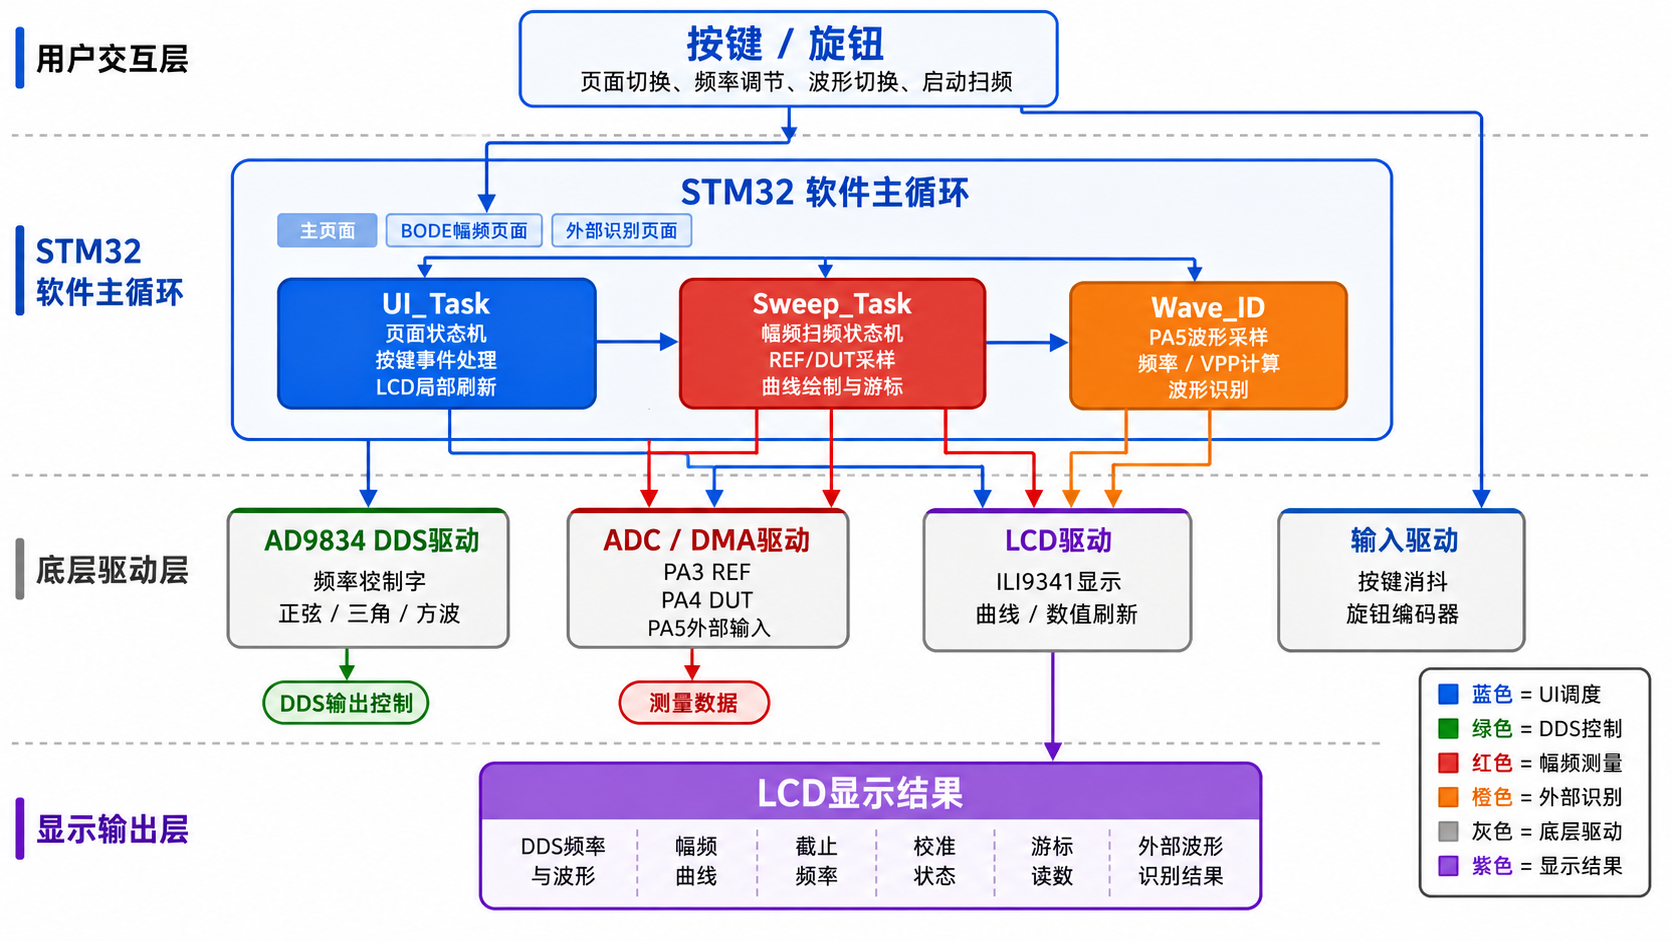 用户交互层
按键 / 旋钮
页面切换、频率调节、波形切换、启动扫频
STM32
软件主循环
STM32 软件主循环
主页面
BODE幅频页面
外部识别页面
UI_Task
页面状态机
按键事件处理
LCD局部刷新
Sweep_Task
幅频扫频状态机
REF/DUT采样
曲线绘制与游标
Wave_ID
PA5波形采样
频率 / VPP计算
波形识别
底层驱动层
AD9834 DDS驱动
频率控制字
正弦 / 三角 / 方波
DDS输出控制
ADC / DMA驱动
PA3 REF
PA4 DUT
PA5外部输入
测量数据
LCD驱动
ILI9341显示
曲线 / 数值刷新
输入驱动
按键消抖
旋钮编码器
蓝色 = UI调度
绿色 = DDS控制
红色 = 幅频测量
橙色 = 外部识别
灰色 = 底层驱动
紫色 = 显示结果
显示输出层
LCD显示结果
DDS频率
与波形
幅频
曲线
截止
频率
校准
状态
游标
读数
外部波形
识别结果